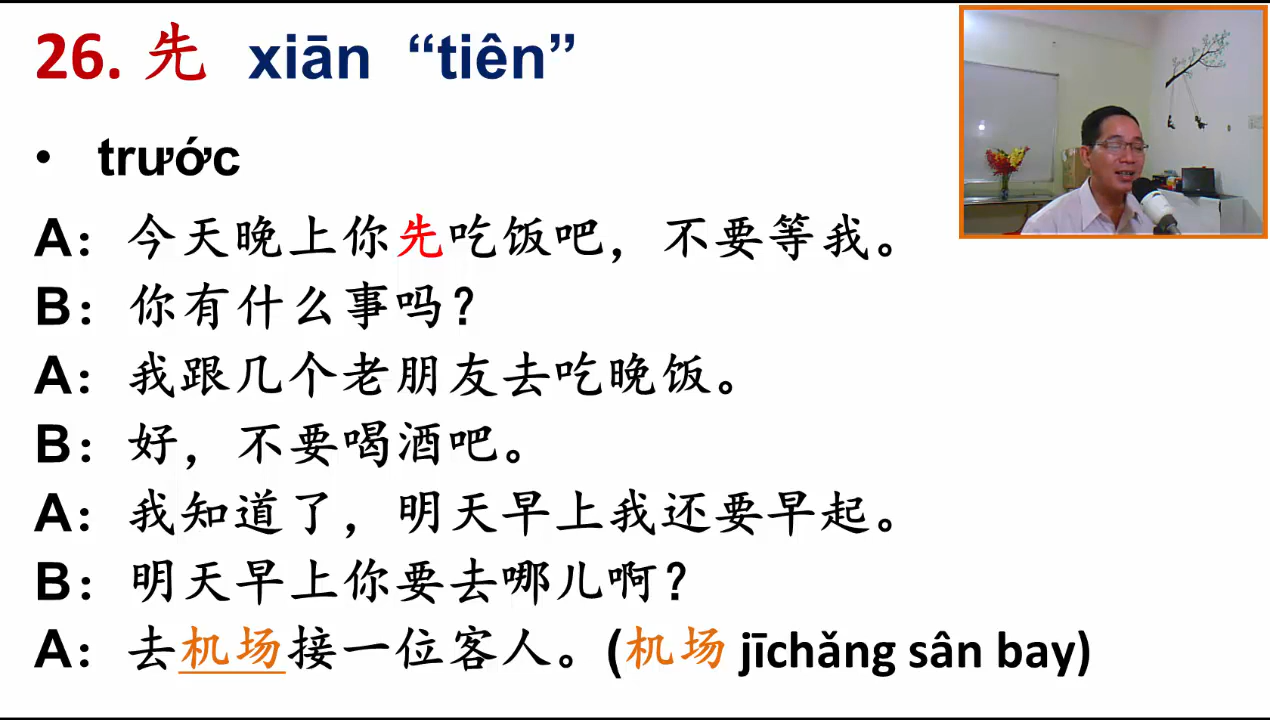 26. 先 xiān “tiên”
• trước
A：今天晚上你先吃饭吧，不要等我。
B：你有什么事吗？
A：我跟几个老朋友去吃晚饭。
B：好，不要喝酒吧。
A：我知道了，明天早上我还要早起。
B：明天早上你要去哪儿啊？
A：去机场接一位客人。(机场 jīchǎng sân bay)